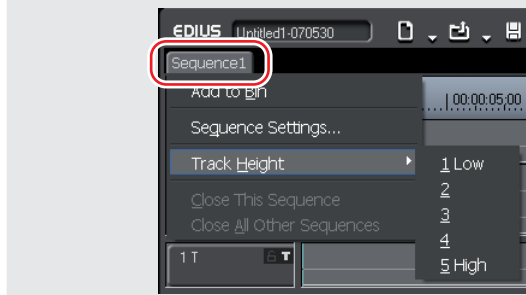 EDIUS Untitled1-070530
Sequence1
Add to Bin
00:00:05;00
Sequence Settings...
Track Height
1 Low
2
3
4
5 High
Close This Sequence
Close All Other Sequences
1 T T